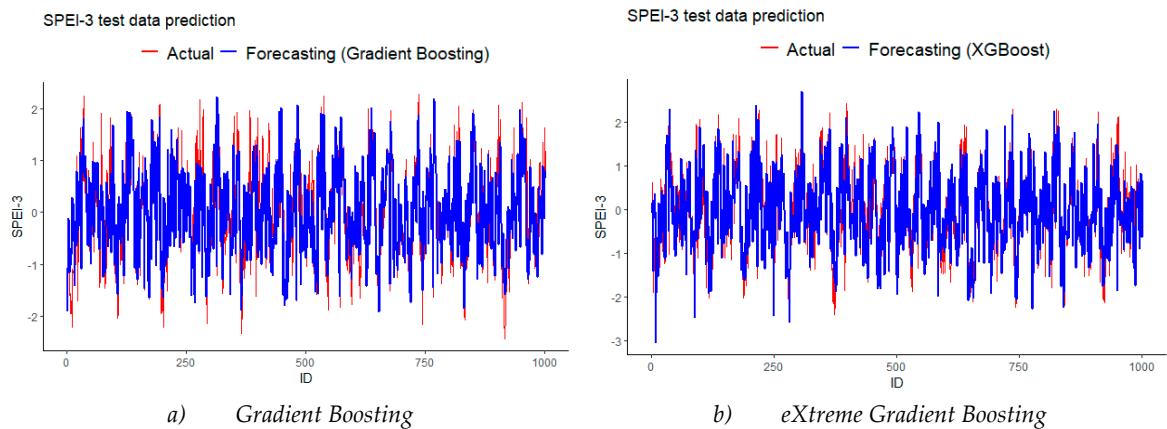 SPEI-3 test data prediction
Actual Forecasting (Gradient Boosting)
2
1
0
-1
-2
SPEI-3
0 250 500 750 1000
ID
a) Gradient Boosting
SPEI-3 test data prediction
Actual Forecasting (XGBoost)
2
1
0
-1
-2
-3
SPEI-3
0 250 500 750 1000
ID
b) eXtreme Gradient Boosting